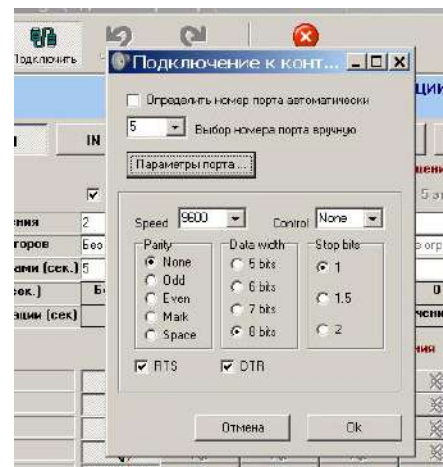 Подключить
Подключение к конт...
Определить номер порта автоматически
5 Выбор номера порта вручную
Параметры порта ...
IN
Speed 9600 Control None
Parity Data width Stop bits
None 5 bits 1
Odd 6 bits 1.5
Even 7 bits 2
Mark 8 bits
Space
RTS DTR
Отмена Ok
2
5
(сек.)
(сек)